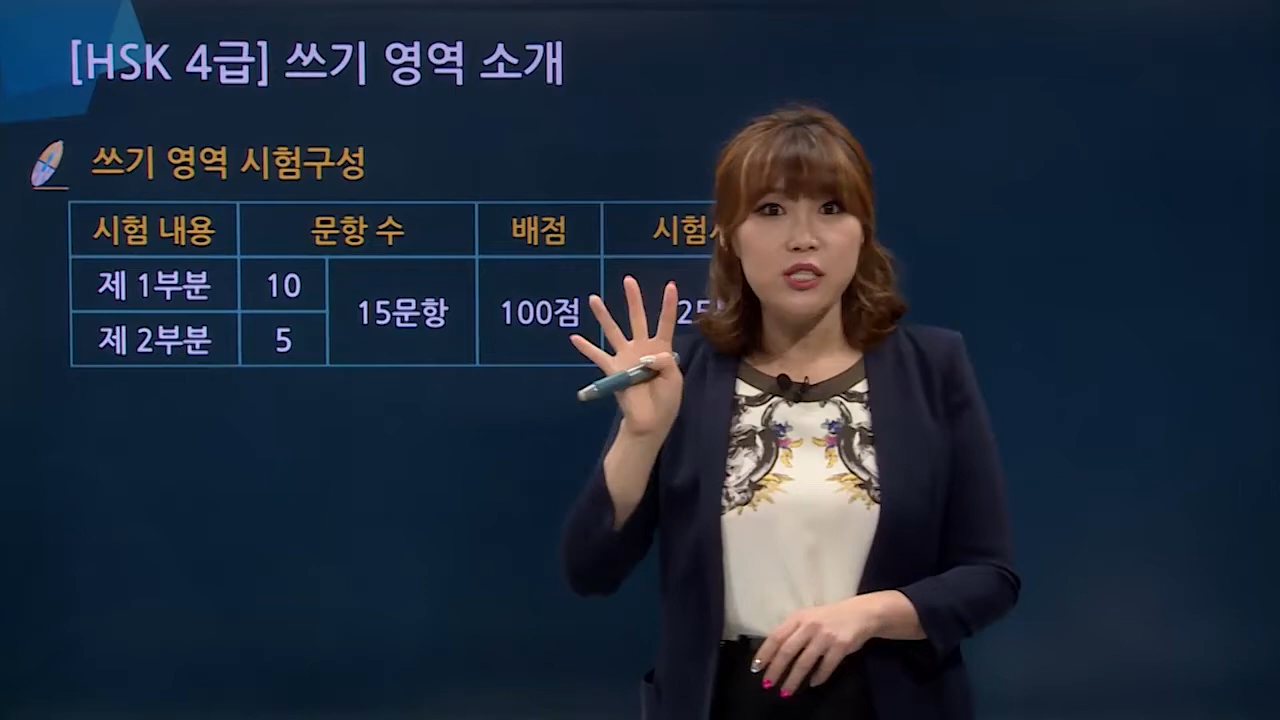 [HSK 4급] 쓰기 영역 소개
쓰기 영역 시험구성
시험 내용 문항 수 배점
제 1부분 10 15문항 100점
제 2부분 5